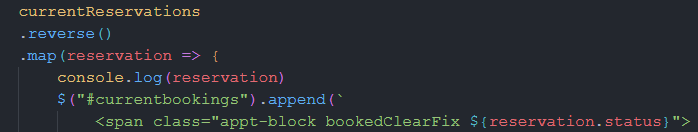 currentReservations
.reverse()
.map(reservation => {
console.log(reservation)
$("#currentbookings").append(`
<span class="appt-block bookedClearFix ${reservation.status}">